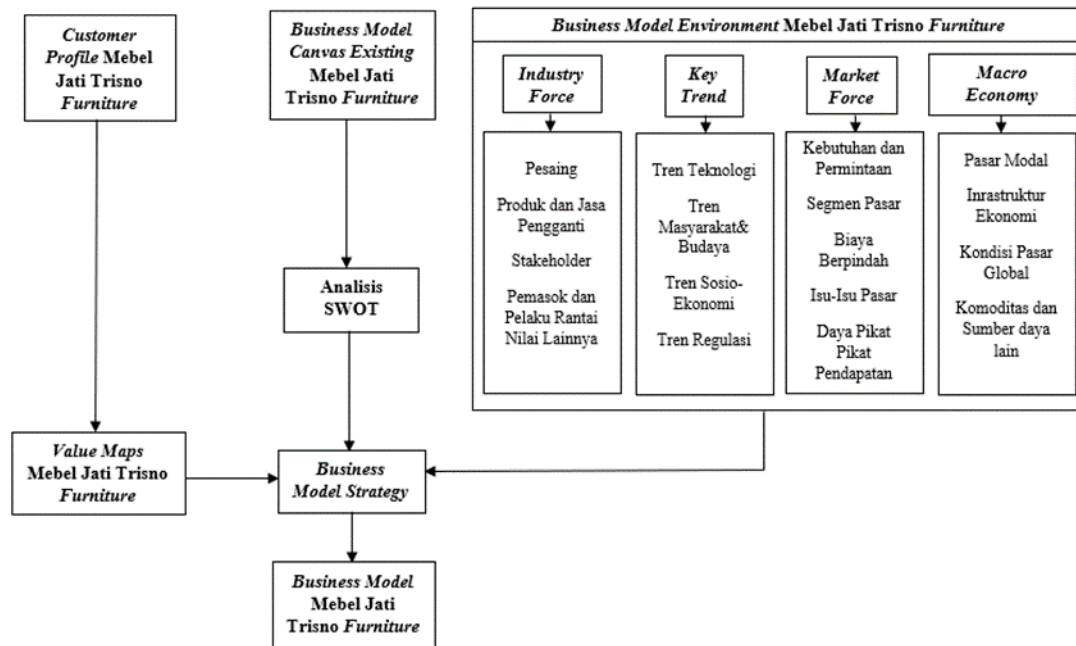 Customer
Profile Mebel
Jati Trisno
Furniture
Business Model
Canvas Existing
Mebel Jati
Trisno Furniture
Business Model Environment Mebel Jati Trisno Furniture
Industry
Force
Key
Trend
Market
Force
Macro
Economy
Pesaing
Produk dan Jasa
Pengganti
Stakeholder
Pemasok dan
Pelaku Rantai
Nilai Lainnya
Tren Teknologi
Tren
Masyarakat&
Budaya
Tren Sosio-
Ekonomi
Tren Regulasi
Kebutuhan dan
Permintaan
Segmen Pasar
Biaya
Berpindah
Isu-Isu Pasar
Daya Pikat
Pikat
Pendapatan
Pasar Modal
Inrastruktur
Ekonomi
Kondisi Pasar
Global
Komoditas dan
Sumber daya
lain
Analisis
SWOT
Value Maps
Mebel Jati Trisno
Furniture
Business
Model Strategy
Business Model
Mebel Jati
Trisno Furniture